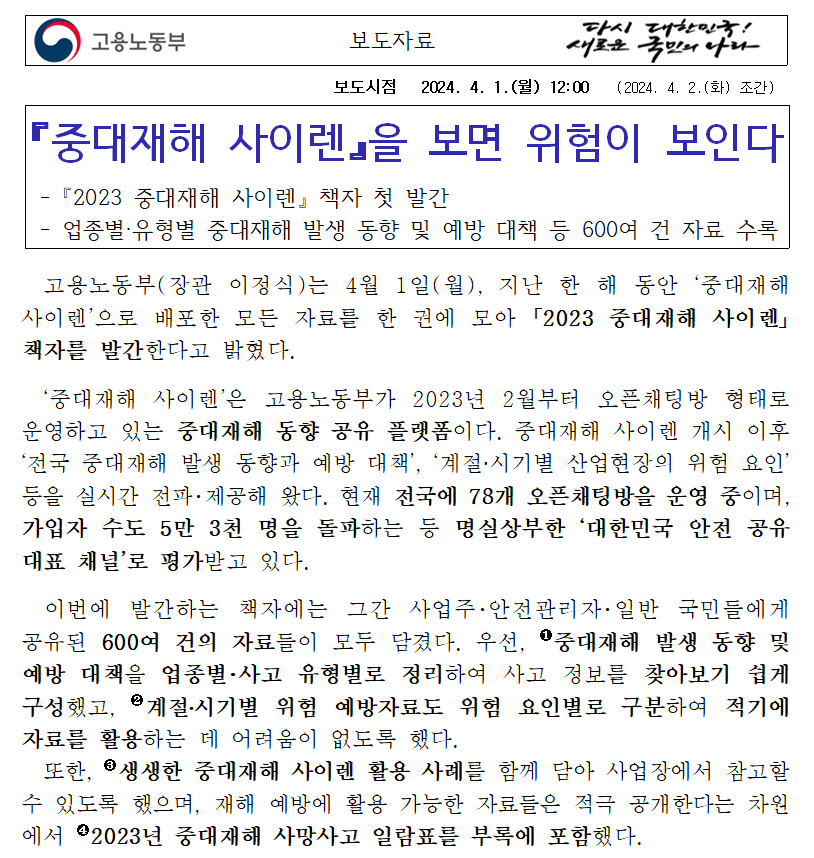 고용노동부
보도자료
다시 대한민국!
새로운 국민의 나라
보도시점 2024. 4. 1.(월) 12:00 (2024. 4. 2.(화) 조간)
『중대재해 사이렌』을 보면 위험이 보인다
- 『2023 중대재해 사이렌』 책자 첫 발간
- 업종별·유형별 중대재해 발생 동향 및 예방 대책 등 600여 건 자료 수록
고용노동부(장관 이정식)는 4월 1일(월), 지난 한 해 동안 ‘중대재해
사이렌’으로 배포한 모든 자료를 한 권에 모아 「2023 중대재해 사이렌」
책자를 발간한다고 밝혔다.
‘중대재해 사이렌’은 고용노동부가 2023년 2월부터 오픈채팅방 형태로
운영하고 있는 중대재해 동향 공유 플랫폼이다. 중대재해 사이렌 개시 이후
‘전국 중대재해 발생 동향과 예방 대책’, ‘계절·시기별 산업현장의 위험 요인’
등을 실시간 전파·제공해 왔다. 현재 전국에 78개 오픈채팅방을 운영 중이며,
가입자 수도 5만 3천 명을 돌파하는 등 명실상부한 ‘대한민국 안전 공유
대표 채널’로 평가받고 있다.
이번에 발간하는 책자에는 그간 사업주·안전관리자·일반 국민들에게
공유된 600여 건의 자료들이 모두 담겼다. 우선, ❶중대재해 발생 동향 및
예방 대책을 업종별·사고 유형별로 정리하여 사고 정보를 찾아보기 쉽게
구성했고, ❷계절·시기별 위험 예방자료도 위험 요인별로 구분하여 적기에
자료를 활용하는 데 어려움이 없도록 했다.
또한, ❸생생한 중대재해 사이렌 활용 사례를 함께 담아 사업장에서 참고할
수 있도록 했으며, 재해 예방에 활용 가능한 자료들은 적극 공개한다는 차원
에서 ❹2023년 중대재해 사망사고 일람표를 부록에 포함했다.